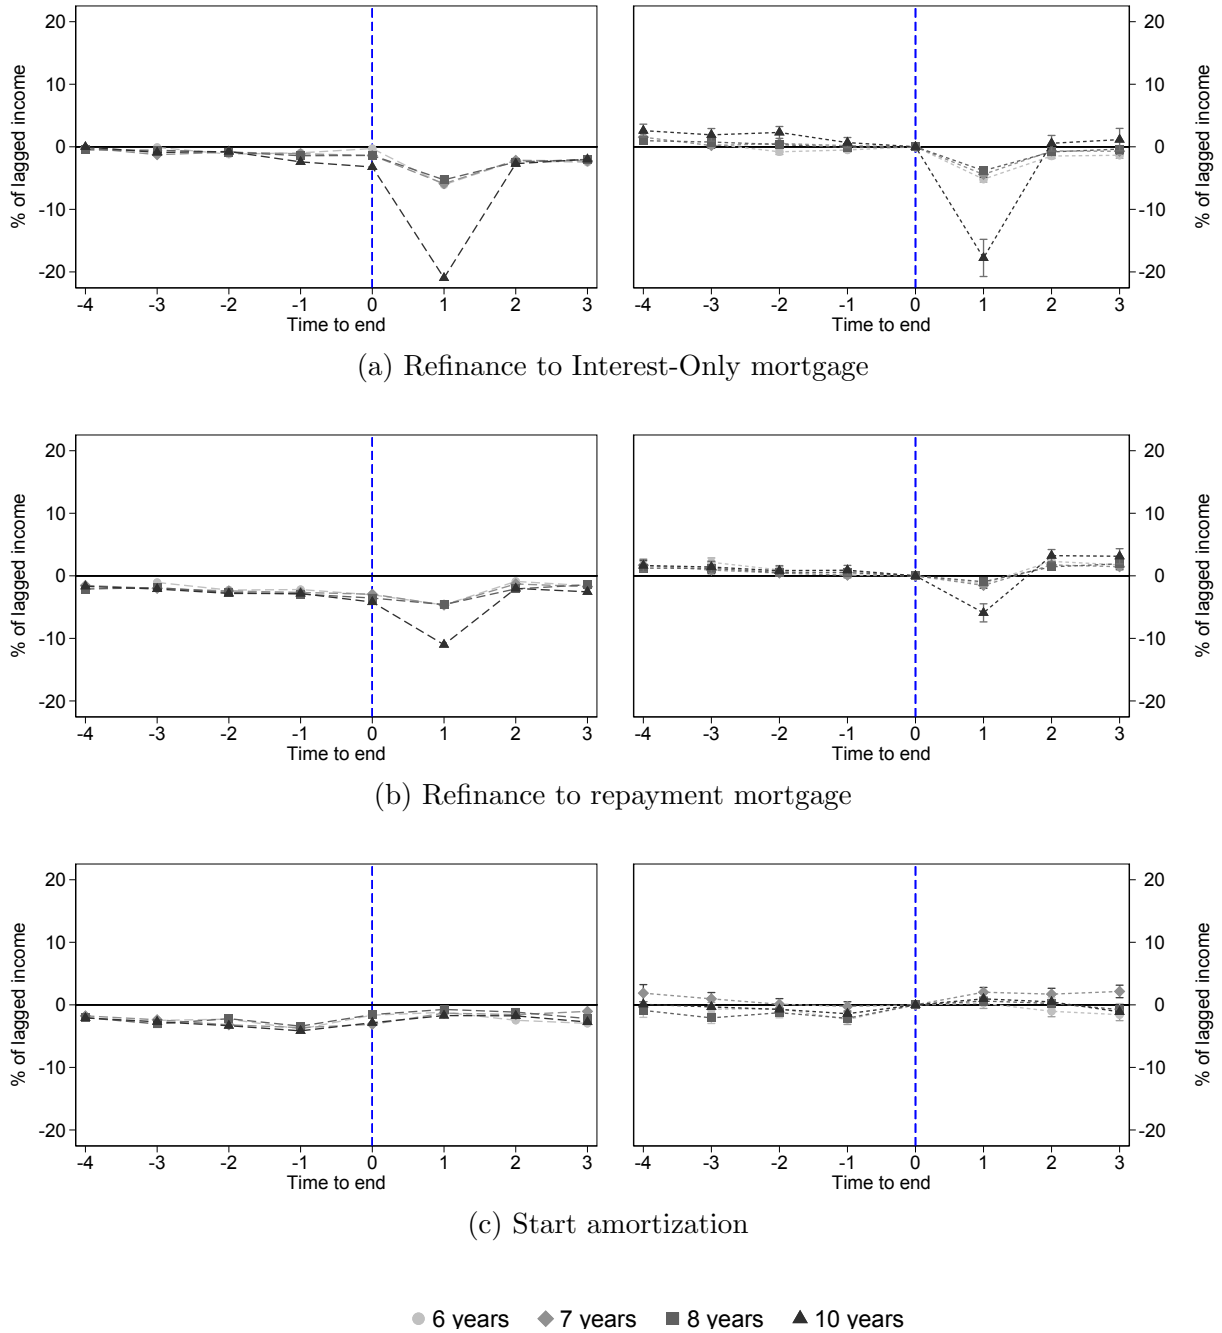 % of lagged income
20
10
0
-10
-20
-4 -3 -2 -1 0 1 2 3
Time to end
20
10
0
-10
-20
% of lagged income
-4 -3 -2 -1 0 1 2 3
Time to end
(a) Refinance to Interest-Only mortgage
% of lagged income
20
10
0
-10
-20
-4 -3 -2 -1 0 1 2 3
Time to end
20
10
0
-10
-20
% of lagged income
-4 -3 -2 -1 0 1 2 3
Time to end
(b) Refinance to repayment mortgage
% of lagged income
20
10
0
-10
-20
-4 -3 -2 -1 0 1 2 3
Time to end
20
10
0
-10
-20
% of lagged income
-4 -3 -2 -1 0 1 2 3
Time to end
(c) Start amortization
6 years 7 years 8 years 10 years